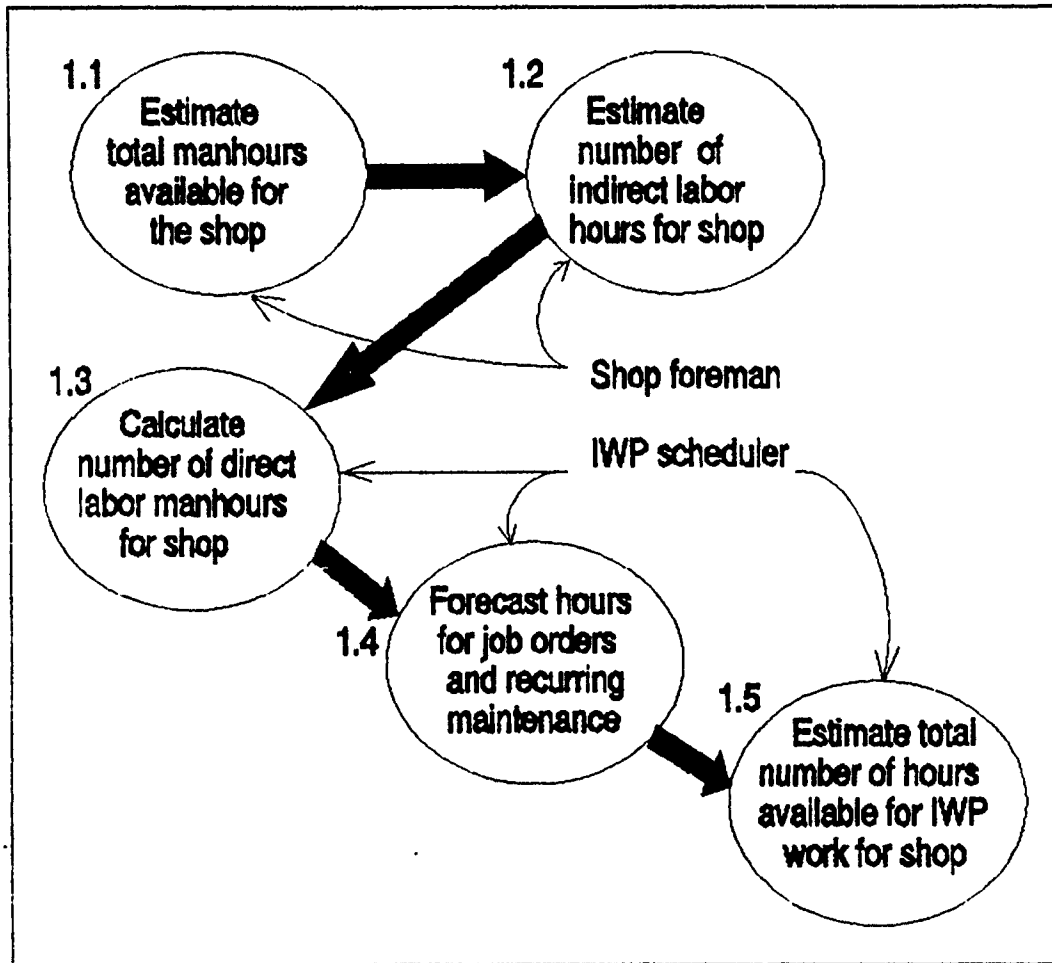 1.1
Estimate
total manhours
available for
the shop
1.2
Estimate
number of
indirect labor
hours for shop
Shop foreman
1.3
Calculate
number of direct
labor manhours
for shop
IWP scheduler
1.4
Forecast hours
for job orders
and recurring
maintenance
1.5
Estimate total
number of hours
available for IWP
work for shop